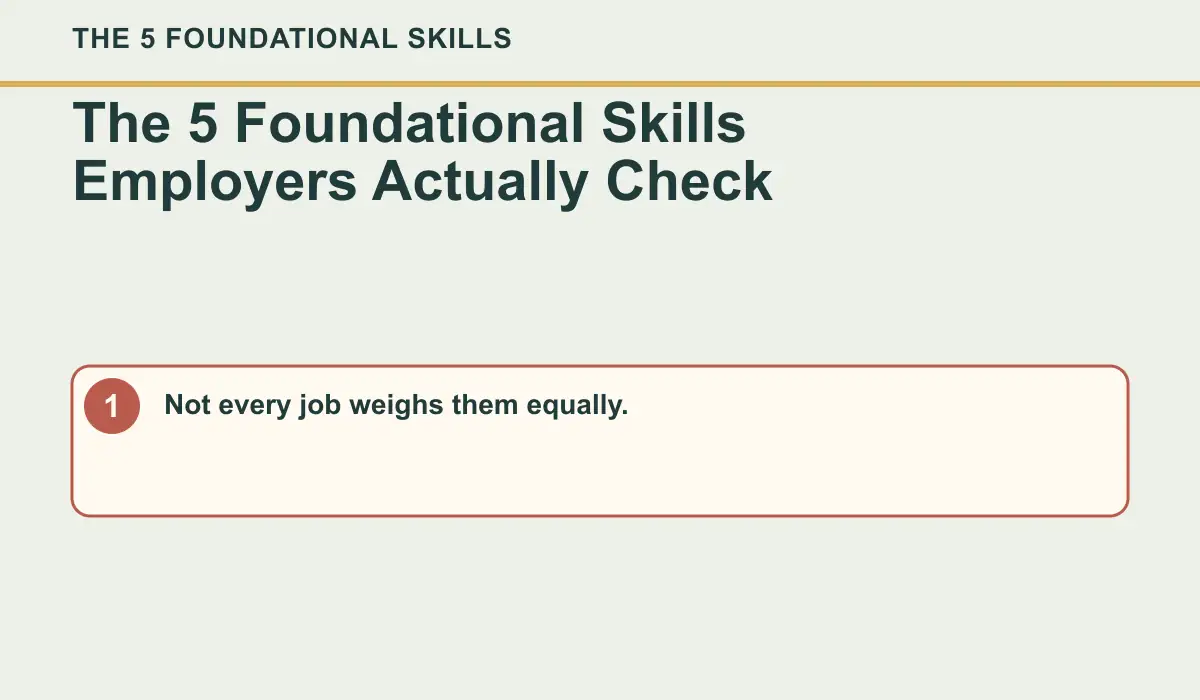 THE 5 FOUNDATIONAL SKILLS
The 5 Foundational Skills
Employers Actually Check
1 Not every job weighs them equally.